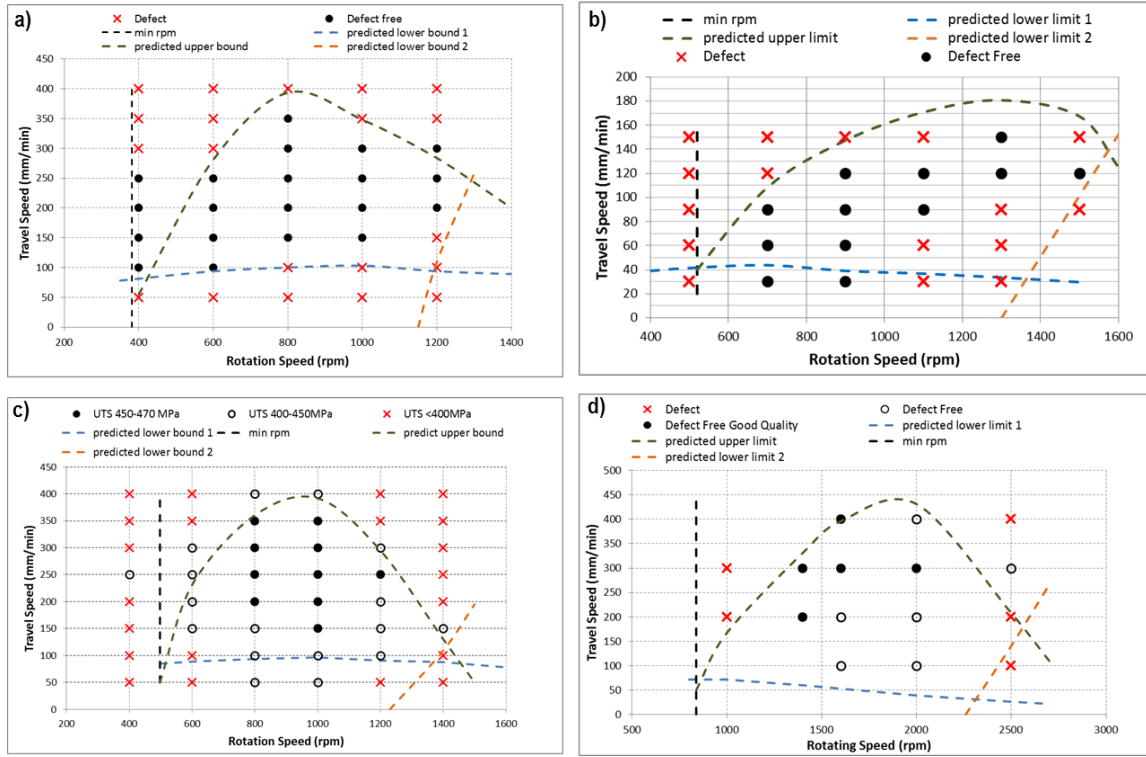 a)
Defect Defect free
min rpm predicted lower bound 1
predicted upper bound predicted lower bound 2
450
400
350
300
250
200
150
100
50
0
Travel Speed (mm/min)
200 400 600 800 1000 1200 1400
Rotation Speed (rpm)
b)
min rpm predicted lower limit 1
predicted upper limit predicted lower limit 2
Defect Defect Free
200
180
160
140
120
100
80
60
40
20
0
Travel Speed (mm/min)
400 600 800 1000 1200 1400 1600
Rotation Speed (rpm)
c)
UTS 450-470 MPa UTS 400-450MPa UTS <400MPa
predicted lower bound 1 min rpm predict upper bound
predicted lower bound 2
450
400
350
300
250
200
150
100
50
0
Travel Speed (mm/min)
200 400 600 800 1000 1200 1400 1600
Rotation Speed (rpm)
d)
Defect Defect Free
Defect Free Good Quality predicted lower limit 1
predicted upper limit min rpm
predicted lower limit 2
500
450
400
350
300
250
200
150
100
50
0
Travel Speed (mm/min)
500 1000 1500 2000 2500 3000
Rotating Speed (rpm)